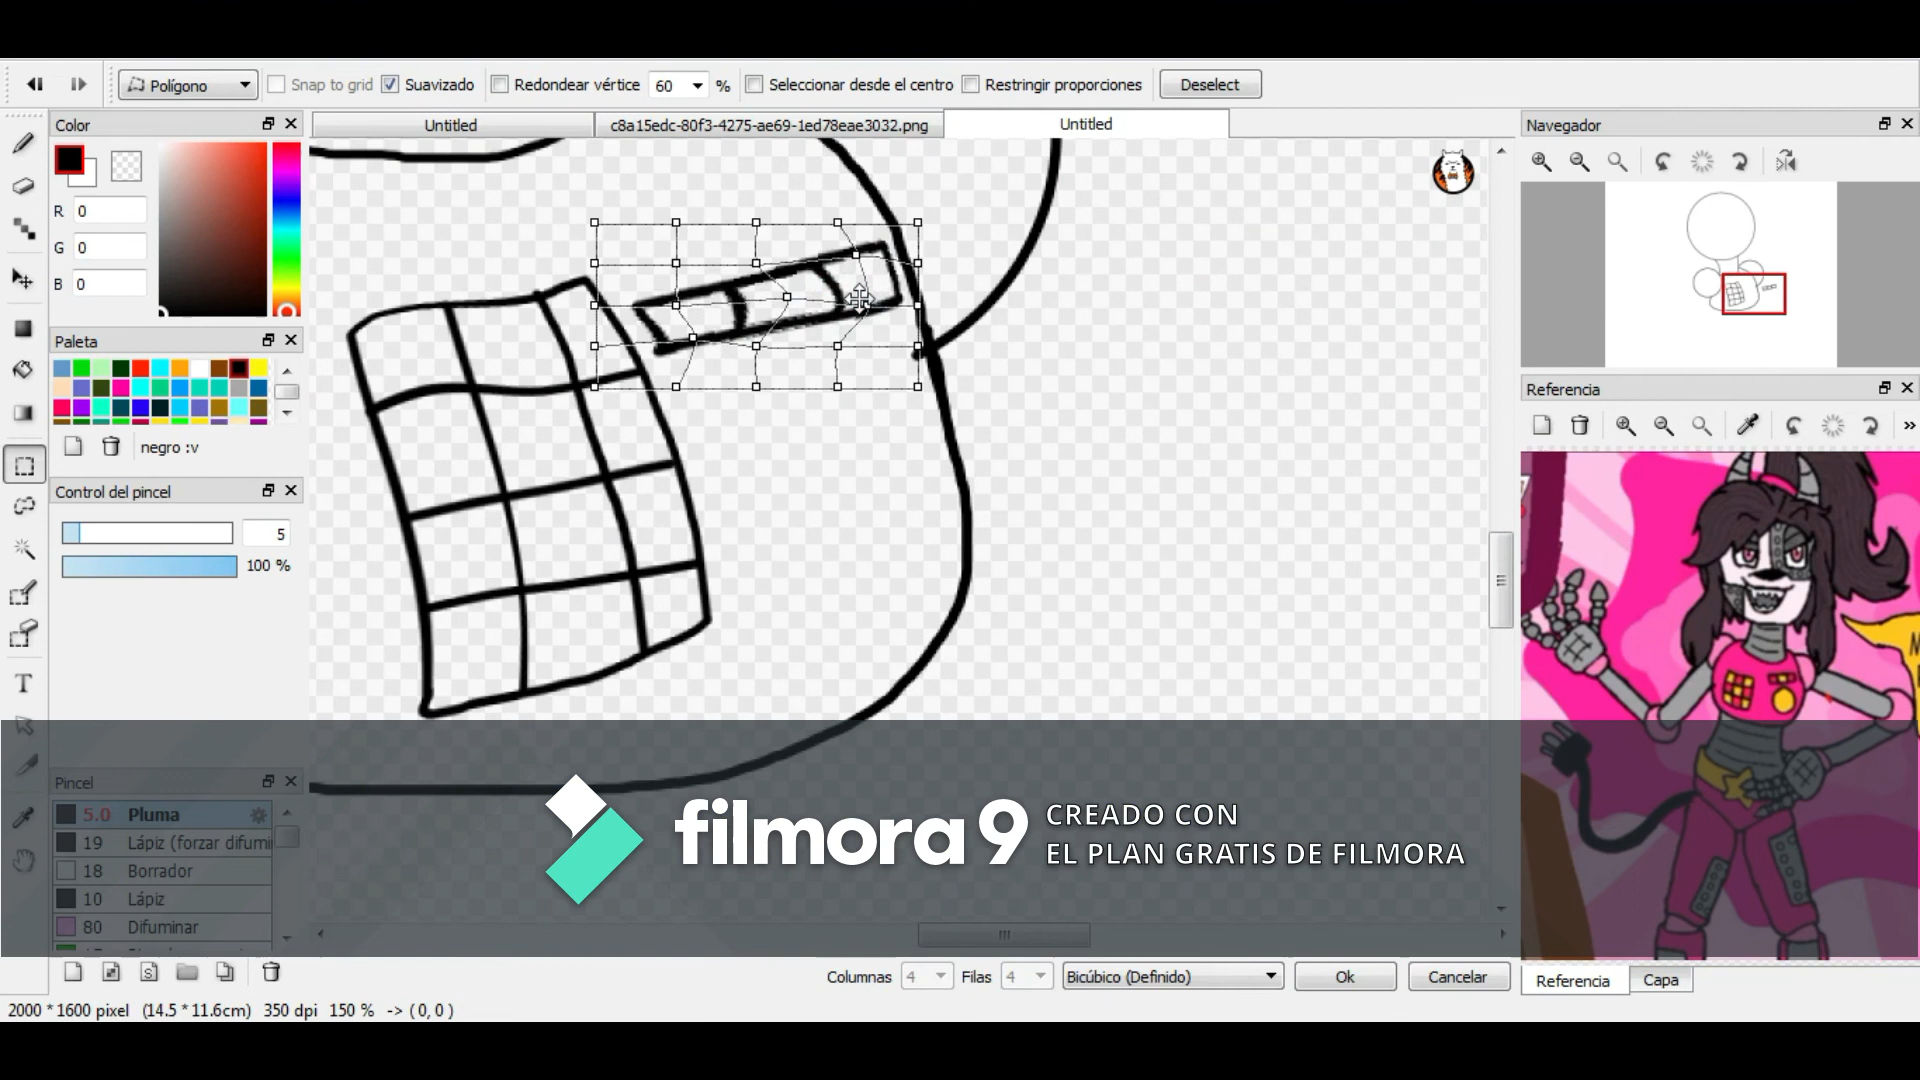 Polígono
Snap to grid
Suavizado
Redondear vértice
60
%
Seleccionar desde el centro
Restringir proporciones
Deselect
Color
Untitled
c8a15edc-80f3-4275-ae69-1ed78eae3032.png
Untitled
Navegador
R 0
G 0
B 0
Paleta
Referencia
negro :v
Control del pincel
5
100 %
Pincel
5.0 Pluma
19 Lápiz (forzar difumi
18 Borrador
10 Lápiz
80 Difuminar
filmora9
CREADO CON
EL PLAN GRATIS DE FILMORA
Columnas 4 Filas 4 Bicúbico (Definido) Ok Cancelar
Referencia Capa
2000 * 1600 pixel (14.5 * 11.6cm) 350 dpi 150 % -> ( 0, 0 )